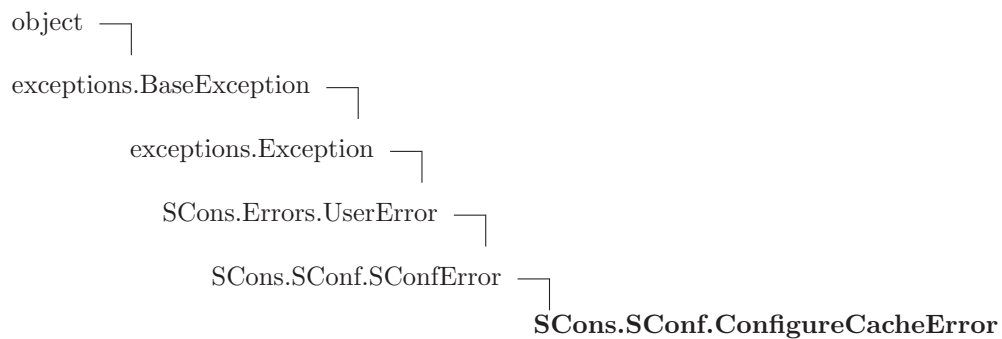 object
exceptions.BaseException
exceptions.Exception
SCons.Errors.UserError
SCons.SConf.SConfError
SCons.SConf.ConfigureCacheError